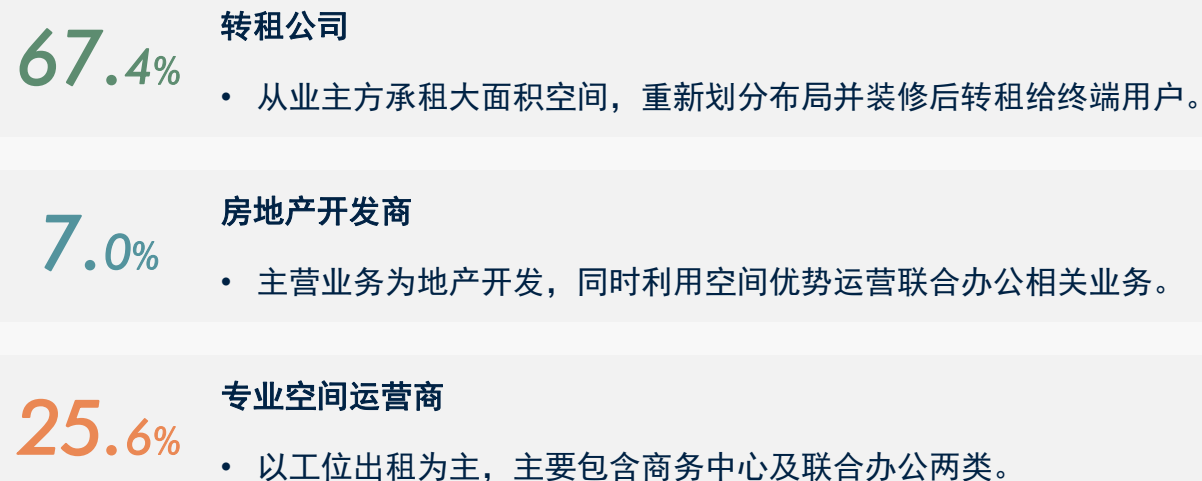 67.4%
转租公司
• 从业主方承租大面积空间，重新划分布局并装修后转租给终端用户。
7.0%
房地产开发商
• 主营业务为地产开发，同时利用空间优势运营联合办公相关业务。
25.6%
专业空间运营商
• 以工位出租为主，主要包含商务中心及联合办公两类。